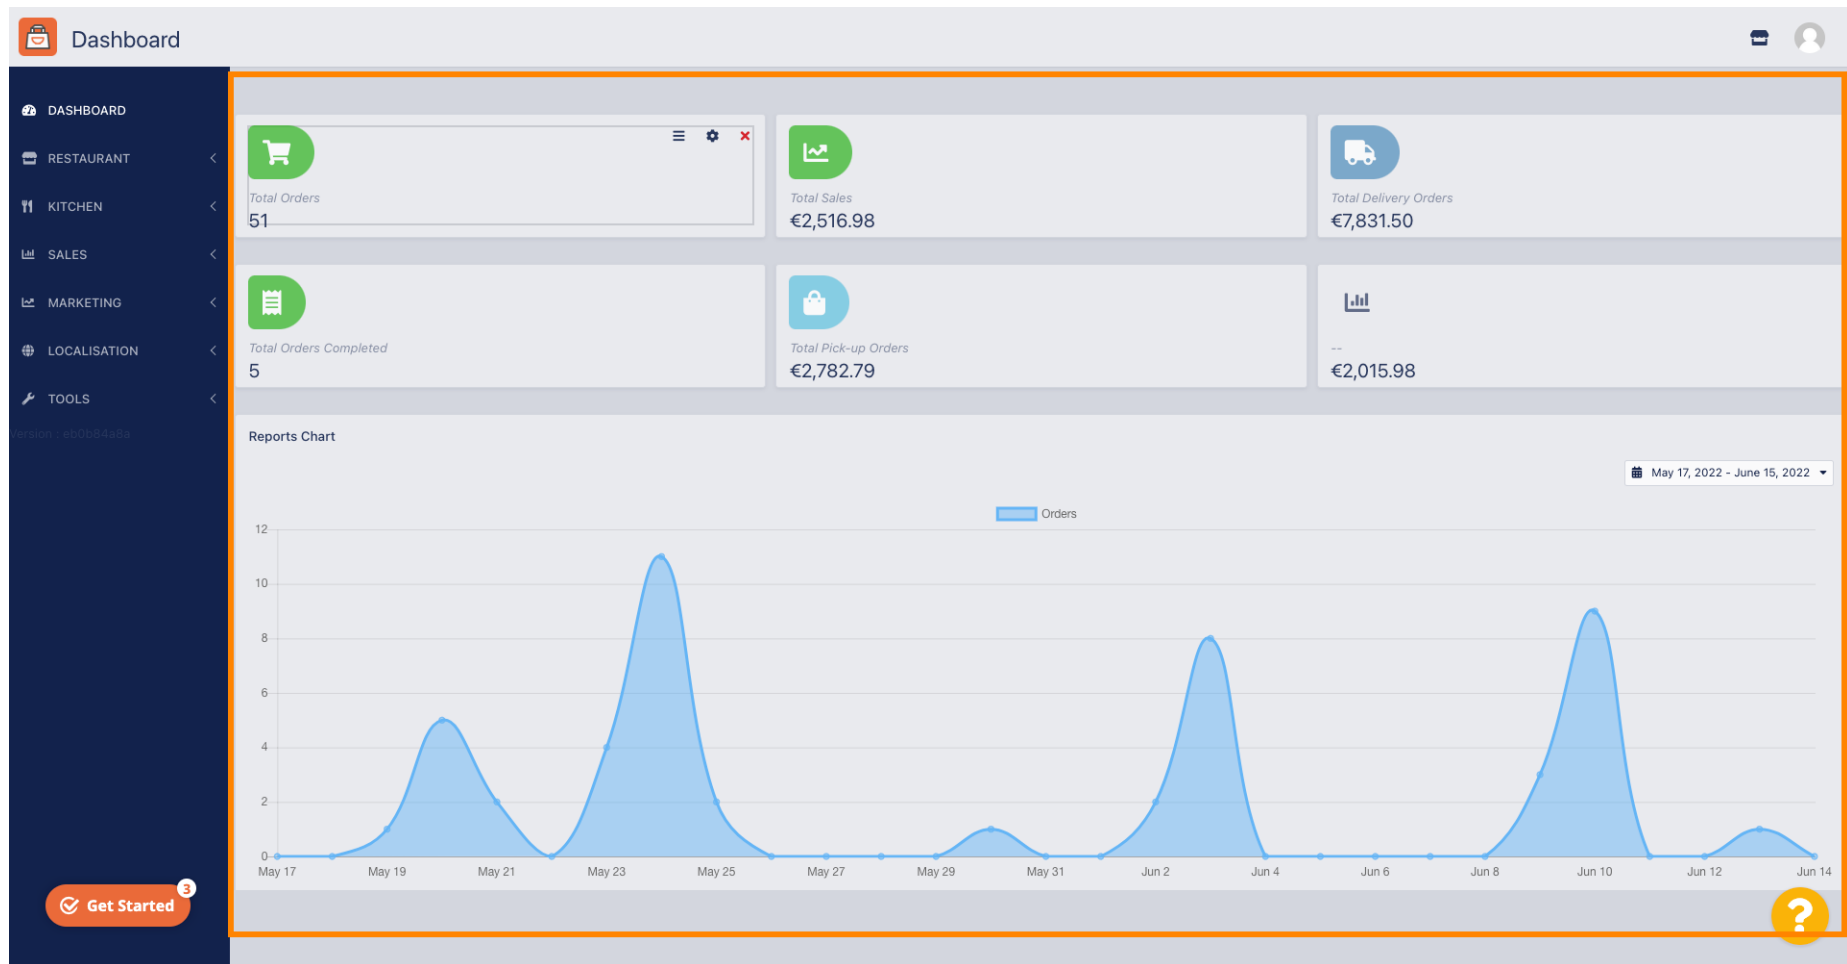 Dashboard
DASHBOARD
RESTAURANT
KITCHEN
SALES
MARKETING
LOCALISATION
TOOLS
Version : eb0b84a8a
3
Get Started
Total Orders
51
Total Sales
€2,516.98
Total Delivery Orders
€7,831.50
Total Orders Completed
5
Total Pick-up Orders
€2,782.79
--
€2,015.98
Reports Chart
May 17, 2022 - June 15, 2022
Orders
12
10
8
6
4
2
0
May 17 May 19 May 21 May 23 May 25 May 27 May 29 May 31 Jun 2 Jun 4 Jun 6 Jun 8 Jun 10 Jun 12 Jun 14
?